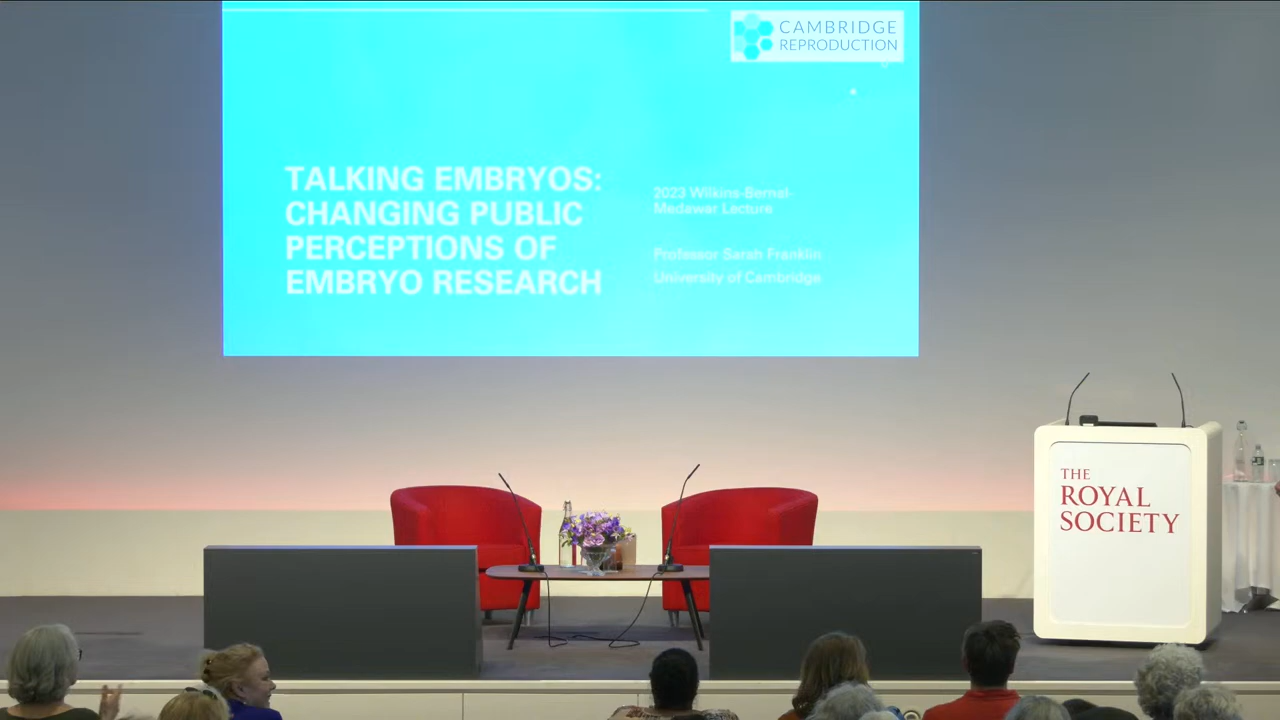 CAMBRIDGE
REPRODUCTION
TALKING EMBRYOS:
CHANGING PUBLIC
PERCEPTIONS OF
EMBRYO RESEARCH
2023 Wilkins-Bernal-
Medawar Lecture
Professor Sarah Franklin
University of Cambridge
THE
ROYAL
SOCIETY